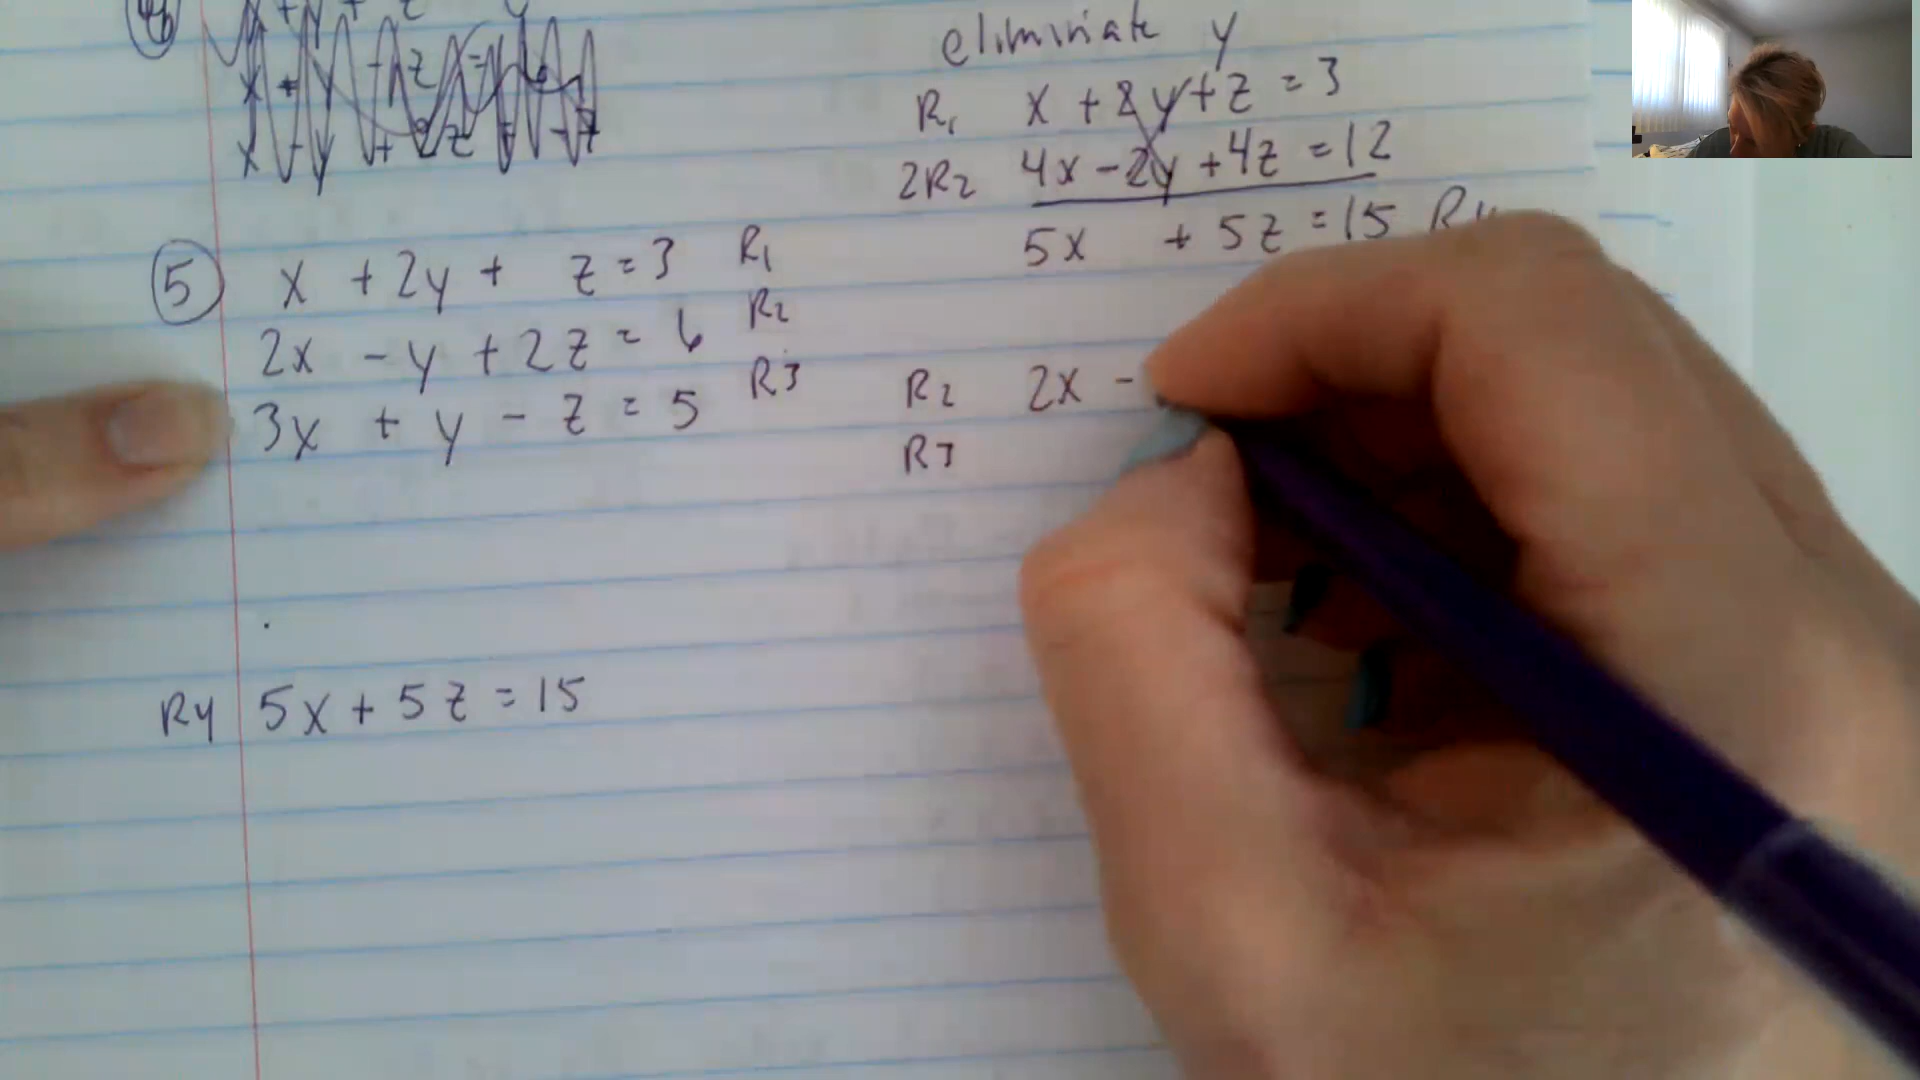 x + 2y + z = 3 R1
2x - y + 2z = 6 R2
3x + y - z = 5 R3
R4 5x + 5z = 15
eliminate y
R1 x + 2y + z = 3
2R2 4x - 2y + 4z = 12
5x + 5z = 15 R4
R2 2x -
R3